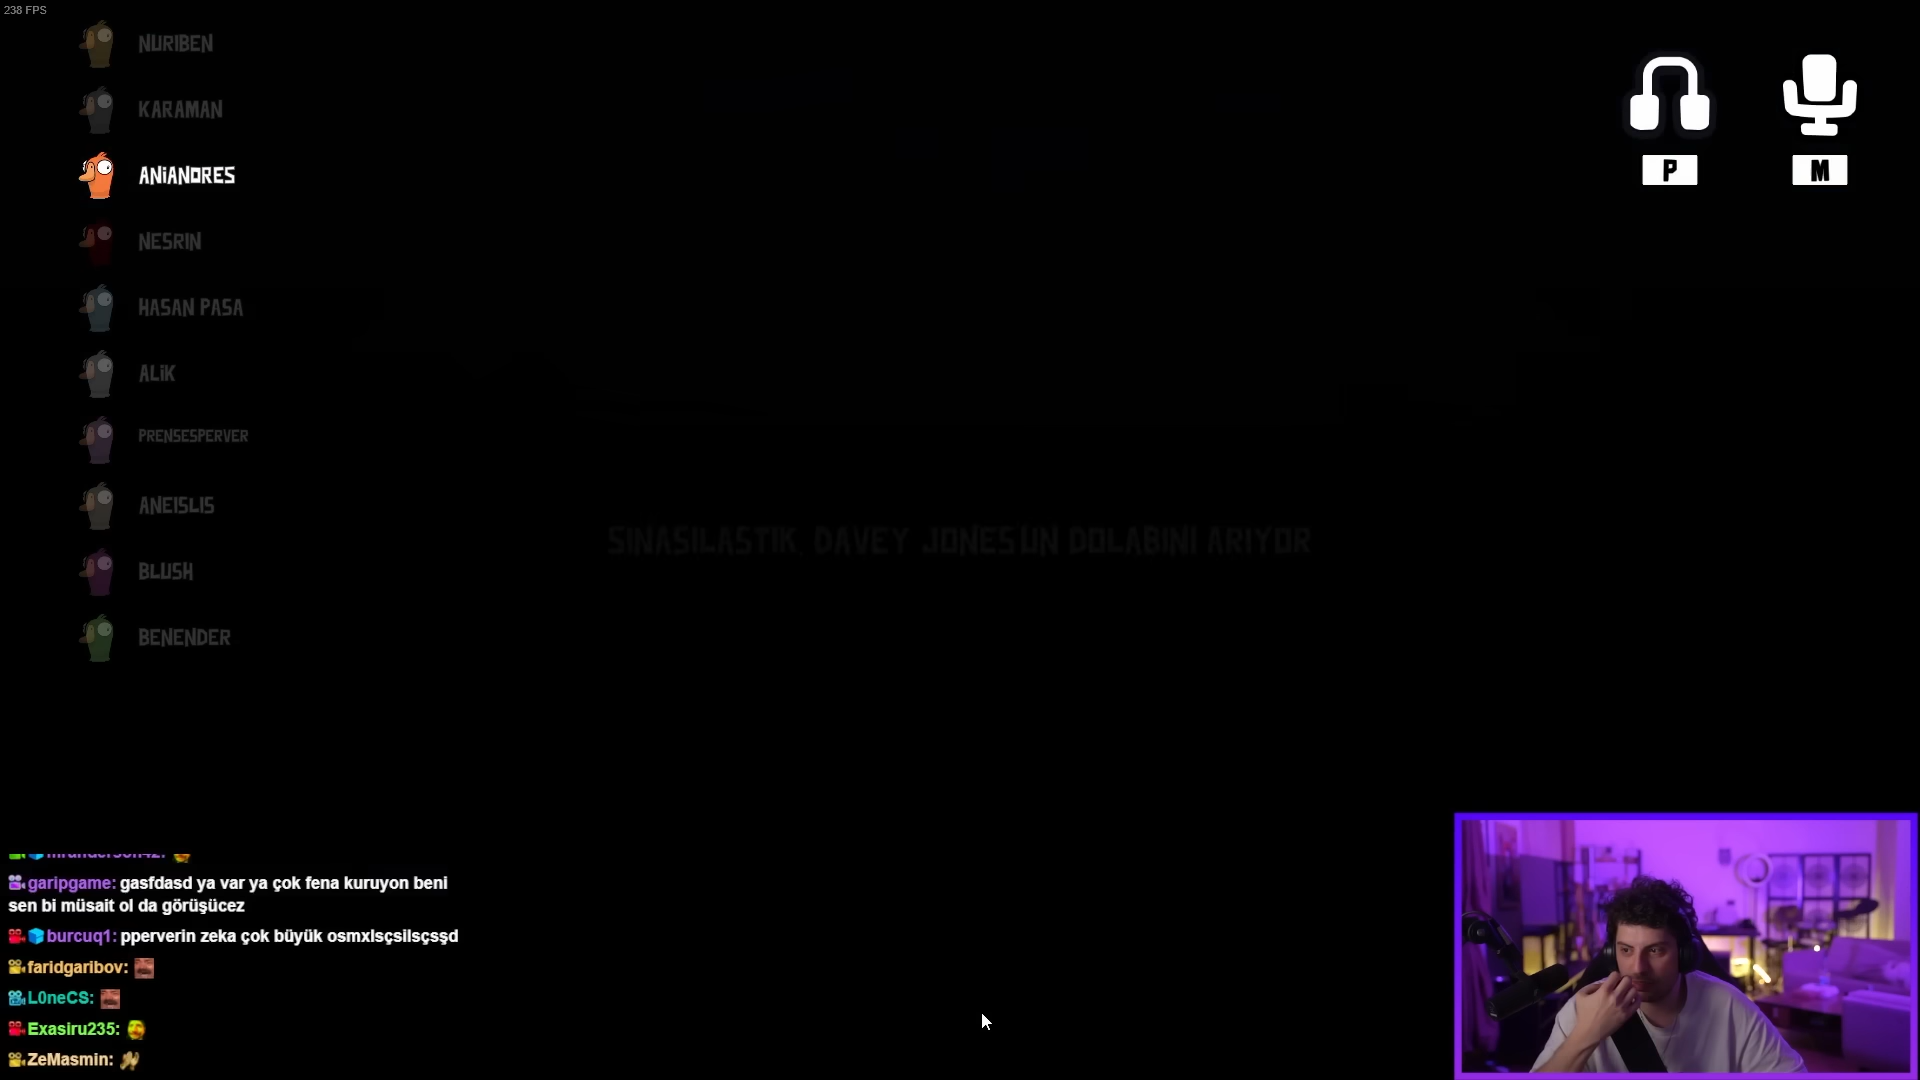 238 FPS
NURIBEN
KARAMAN
ANiANDRES
NESRIN
HASAN PASA
ALiK
PRENSESPERVER
ANEISLIS
BLUSH
BENENDER
P
M
SINASILASTIK, DAVEY JONES'UN DOLABINI ARIYOR
garipgame: gasfdasd ya var ya çok fena kuruyon beni
sen bi müsait ol da görüşücez
burcuq1: pperverin zeka çok büyük osmxlsçsilsçsşd
faridgaribov:
L0neCS:
Exasiru235:
ZeMasmin: